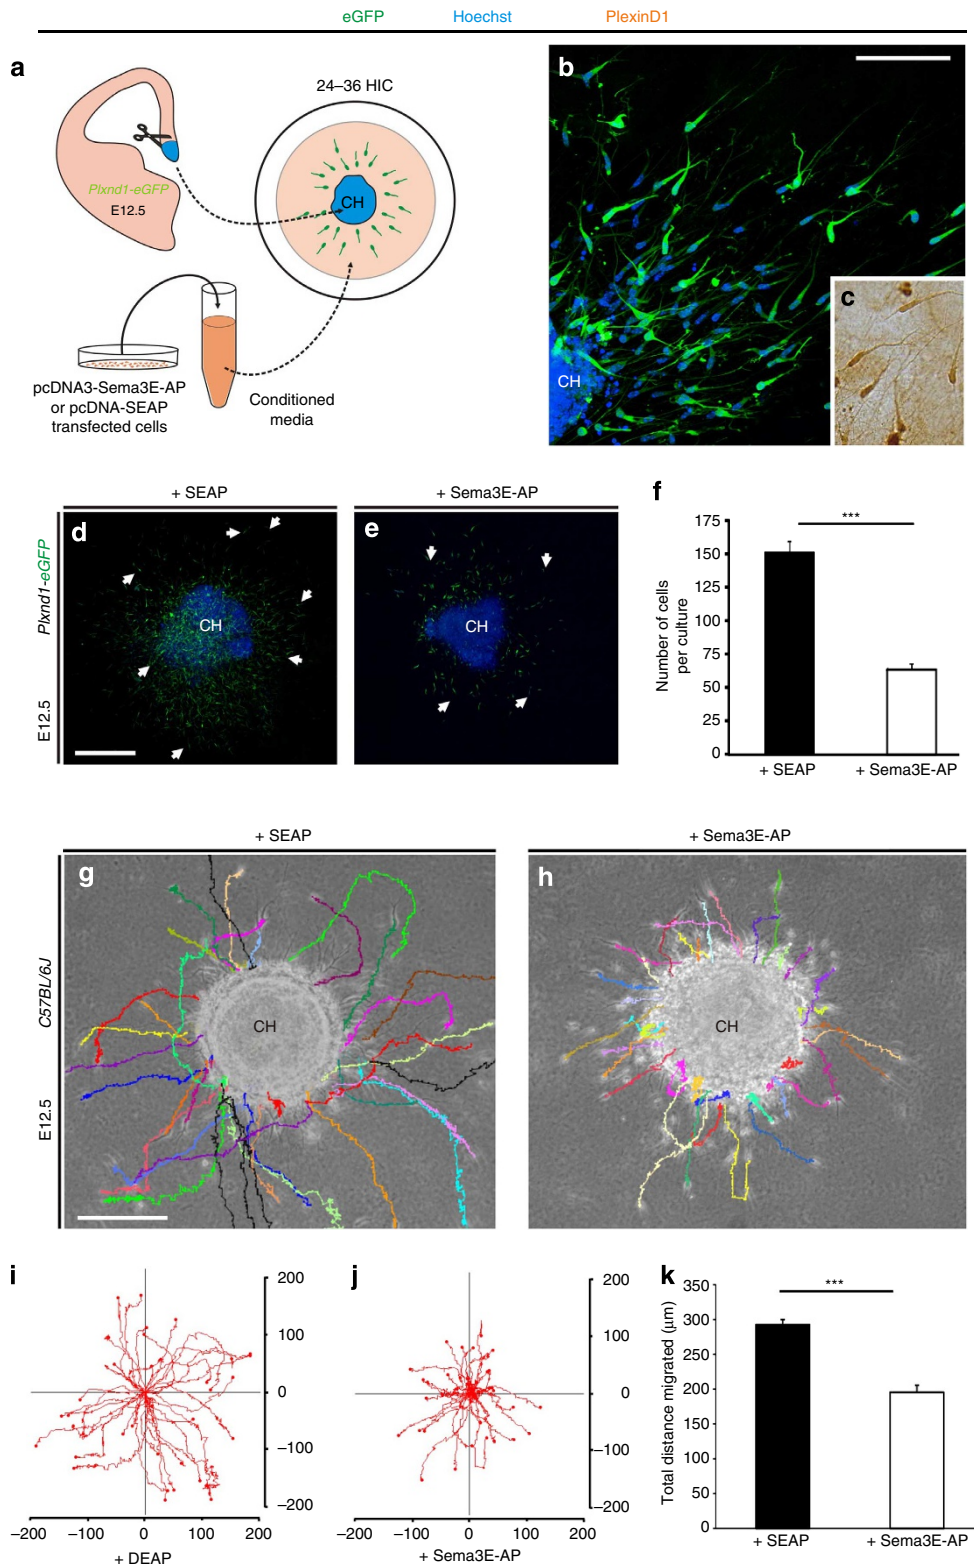 eGFP Hoechst PlexinD1
a
24–36 HIC
CH
Plxnd1-eGFP
E12.5
pcDNA3-Sema3E-AP
or pcDNA-SEAP
transfected cells
Conditioned
media
b
CH
c
+ SEAP
+ Sema3E-AP
E12.5 Plxnd1-eGFP
d
CH
e
CH
f
***
Number of cells
per culture
175
150
125
100
75
50
25
0
+ SEAP + Sema3E-AP
+ SEAP
+ Sema3E-AP
E12.5 C57BL/6J
g
CH
h
CH
i
200
100
0
–100
–200
–200 –100 0 100 200
+ DEAP
j
200
100
0
–100
–200
–200 –100 0 100 200
+ Sema3E-AP
k
***
Total distance migrated (µm)
350
300
250
200
150
100
50
0
+ SEAP + Sema3E-AP